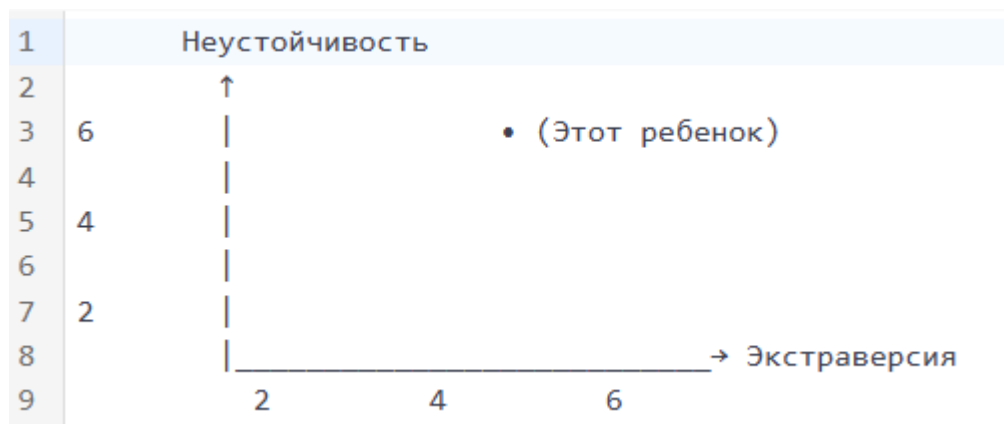 1 Неустойчивость
2 ↑
3 6 | • (Этот ребенок)
4 |
5 4 |
6 |
7 2 |
8 |___________________________→ Экстраверсия
9 2 4 6